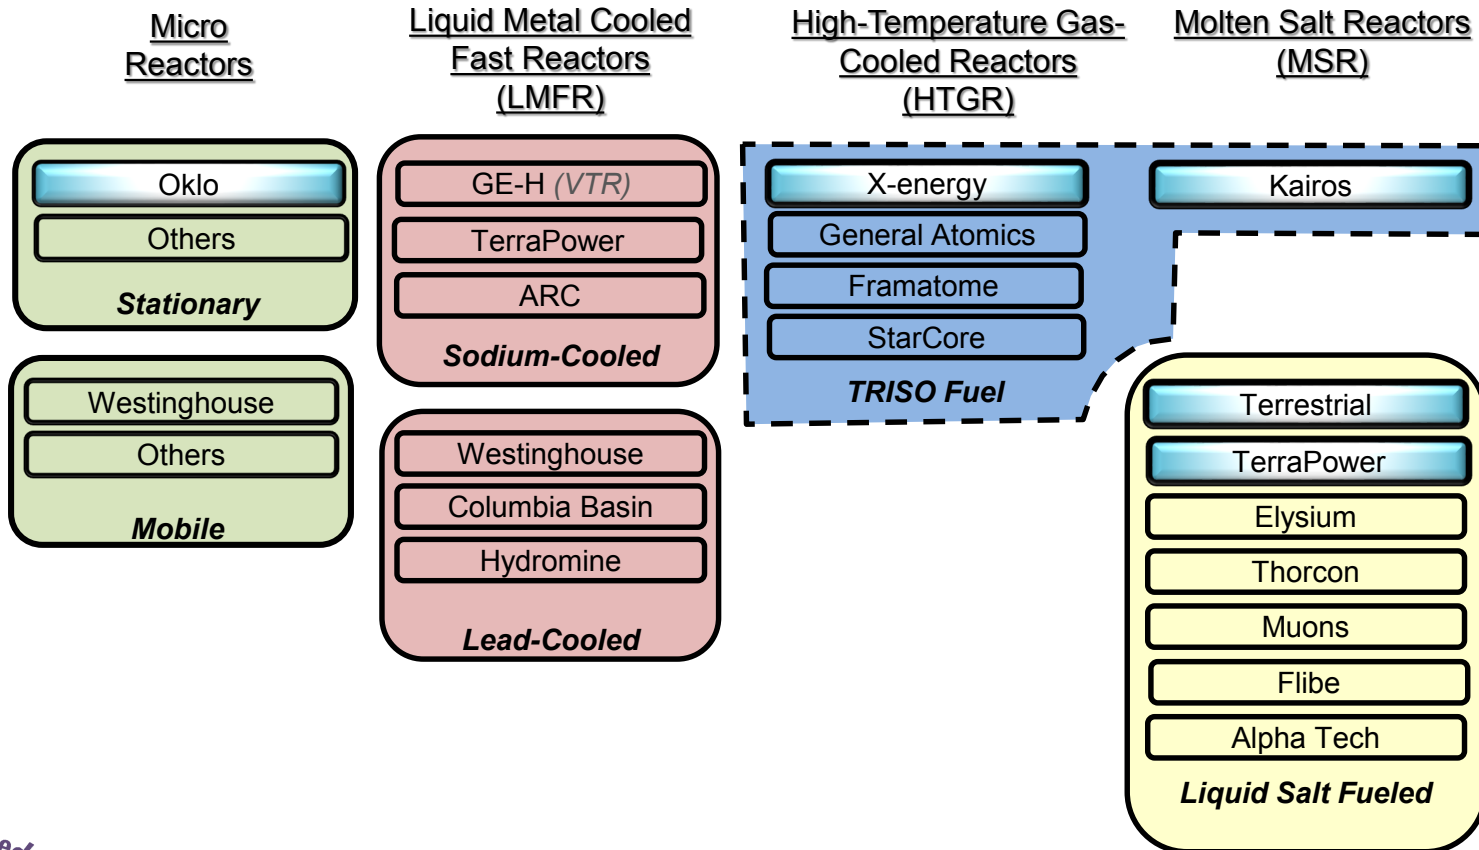 Micro
Reactors
Liquid Metal Cooled
Fast Reactors
(LMFR)
High-Temperature Gas-
Cooled Reactors
(HTGR)
Molten Salt Reactors
(MSR)
Oklo
Others
Stationary
Westinghouse
Others
Mobile
GE-H (VTR)
TerraPower
ARC
Sodium-Cooled
Westinghouse
Columbia Basin
Hydromine
Lead-Cooled
X-energy
General Atomics
Framatome
StarCore
TRISO Fuel
Kairos
Terrestrial
TerraPower
Elysium
Thorcon
Muons
Flibe
Alpha Tech
Liquid Salt Fueled